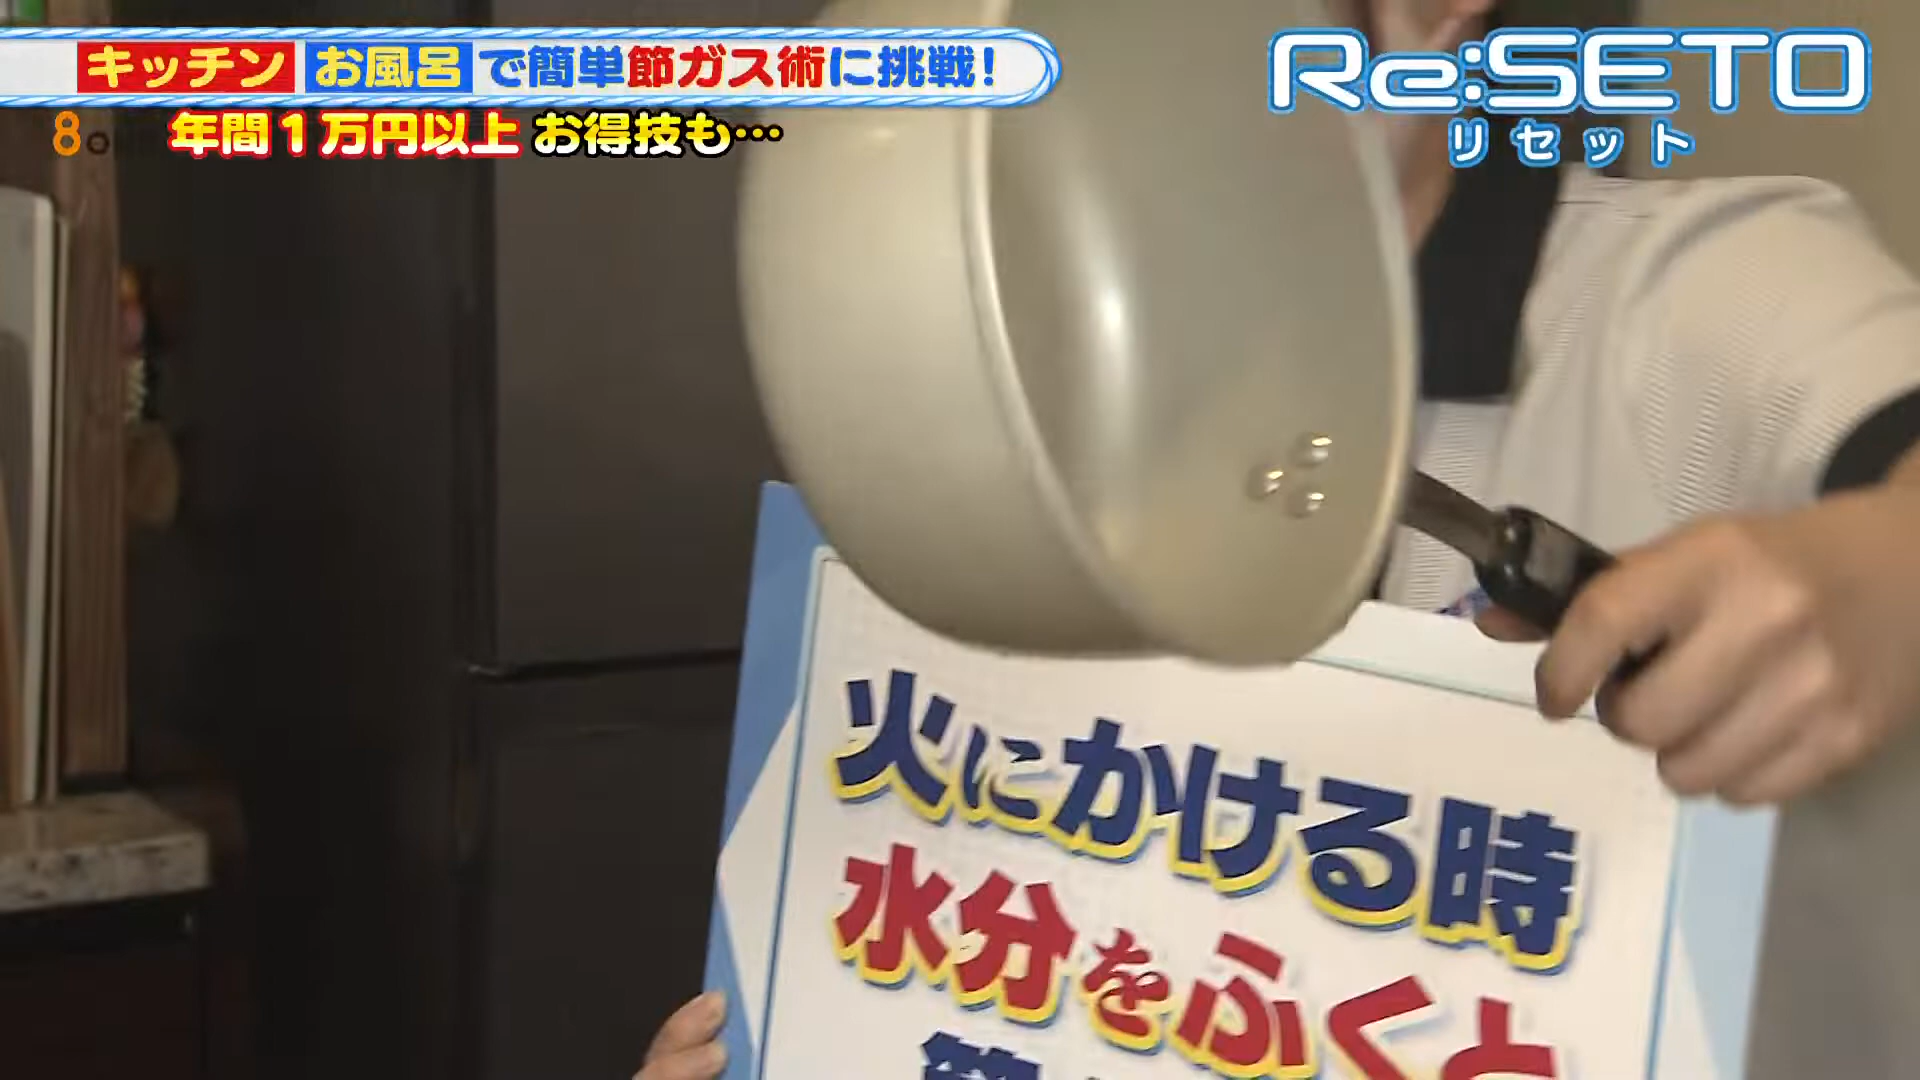 キッチン お風呂 で簡単節ガス術に挑戦!
年間1万円以上 お得技も…
Re:SETO
リセット
火にかける時
水分をふくと